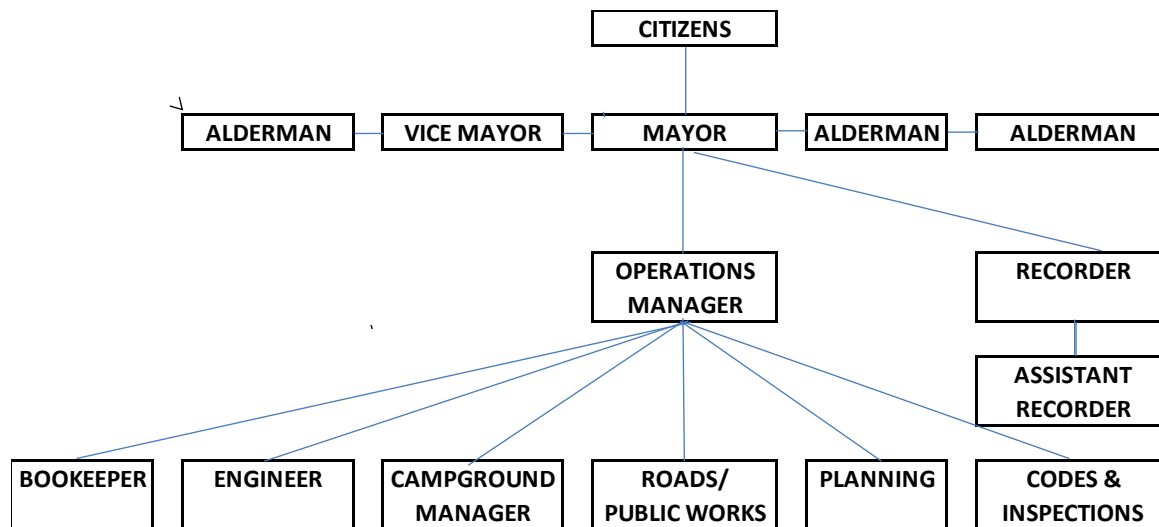 CITIZENS
ALDERMAN
VICE MAYOR
MAYOR
ALDERMAN
ALDERMAN
OPERATIONS
MANAGER
RECORDER
ASSISTANT
RECORDER
BOOKEEPER
ENGINEER
CAMPGROUND
MANAGER
ROADS/
PUBLIC WORKS
PLANNING
CODES &
INSPECTIONS